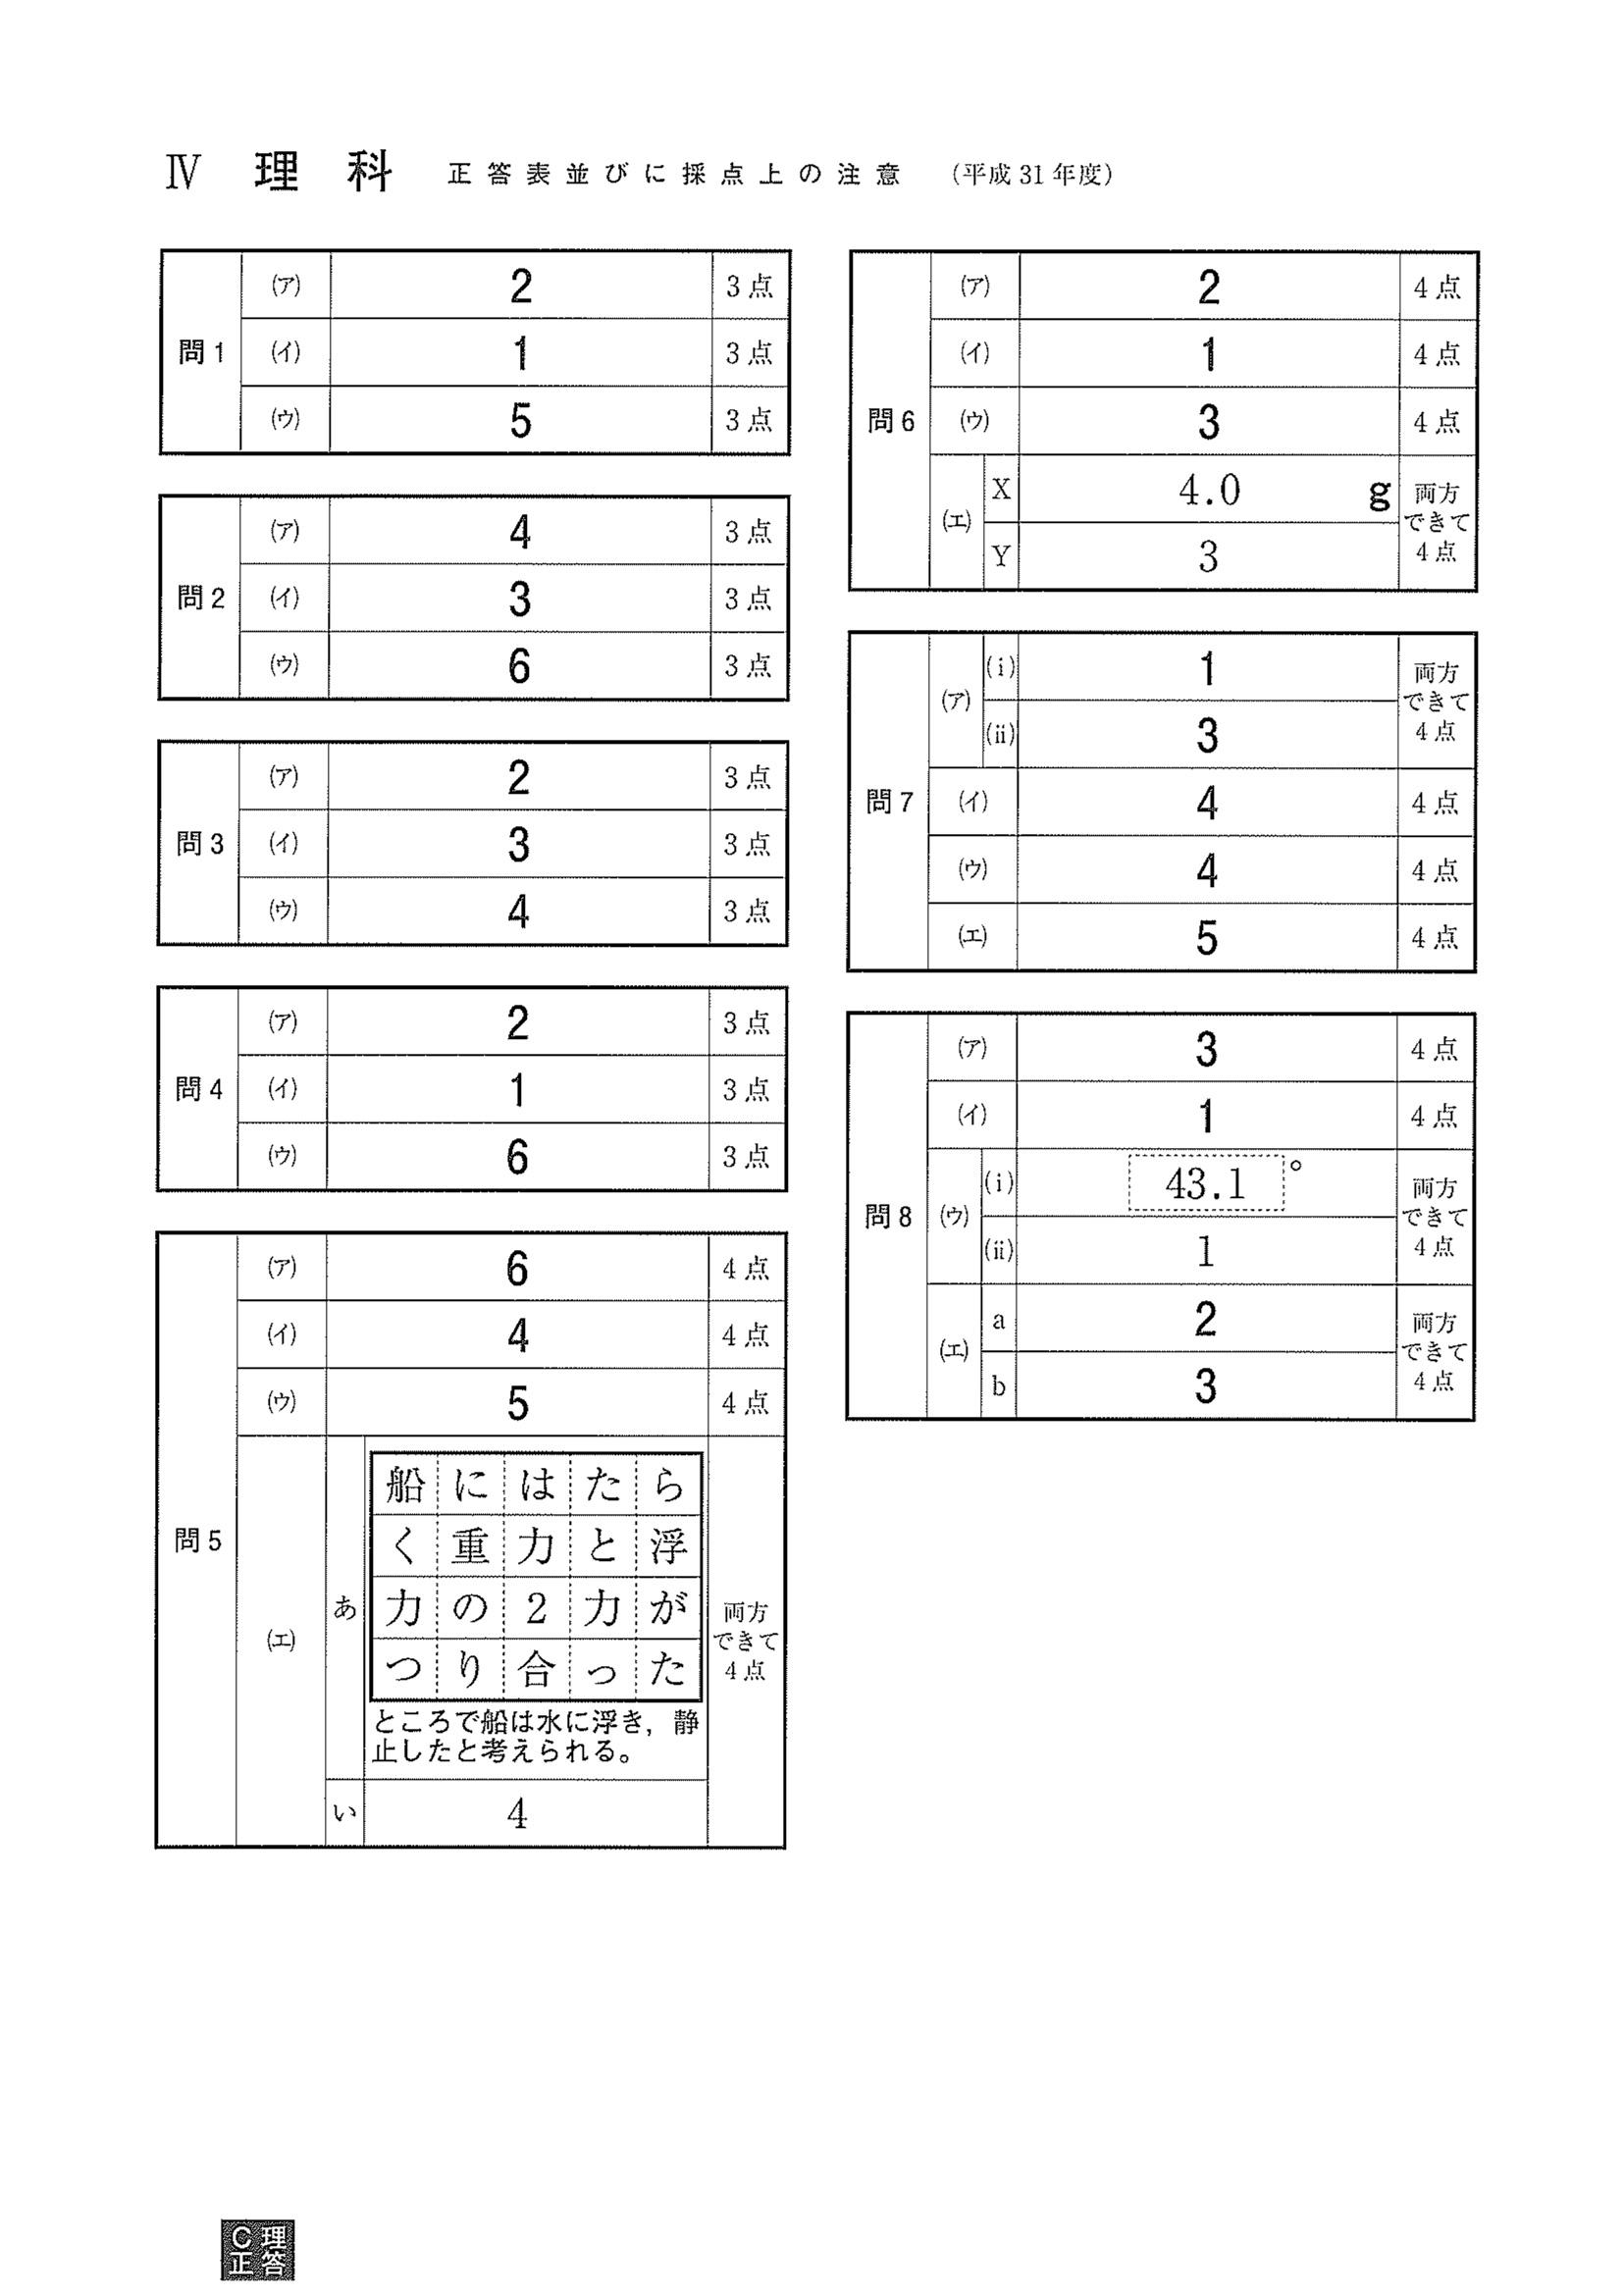 Ⅳ 理科 正答表並びに採点上の注意 (平成31年度)
問1
(ア) 2 3点
(イ) 1 3点
(ウ) 5 3点
問2
(ア) 4 3点
(イ) 3 3点
(ウ) 6 3点
問3
(ア) 2 3点
(イ) 3 3点
(ウ) 4 3点
問4
(ア) 2 3点
(イ) 1 3点
(ウ) 6 3点
問5
(ア) 6 4点
(イ) 4 4点
(ウ) 5 4点
(エ)
あ
船にはたら
く重力と浮
力の2力が
つり合った
ところで船は水に浮き，静
止したと考えられる。
い 4
両方
できて
4点
問6
(ア) 2 4点
(イ) 1 4点
(ウ) 3 4点
(エ)
X 4.0 g
Y 3
両方
できて
4点
問7
(ア)
(ⅰ) 1
(ⅱ) 3
両方
できて
4点
(イ) 4 4点
(ウ) 4 4点
(エ) 5 4点
問8
(ア) 3 4点
(イ) 1 4点
(ウ)
(ⅰ) 43.1°
(ⅱ) 1
両方
できて
4点
(エ)
a 2
b 3
両方
できて
4点
C理
正答